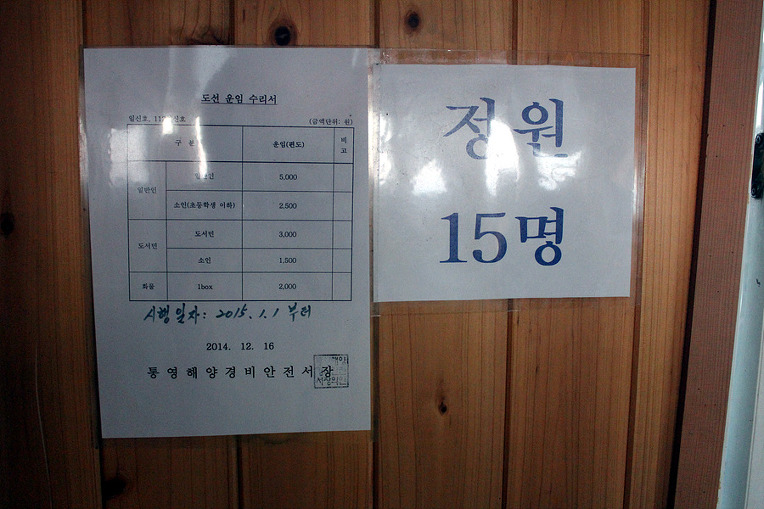 도선 운임 수리서
(금액단위: 원)
운임(편도) 비고
일반인 5,000
소인(초등학생 이하) 2,500
도서민 도서민 3,000
소인 1,500
화물 1box 2,000
시행일자: 2015. 1. 1 부터
2014. 12. 16
통영해양경비안전서장
정원
15명